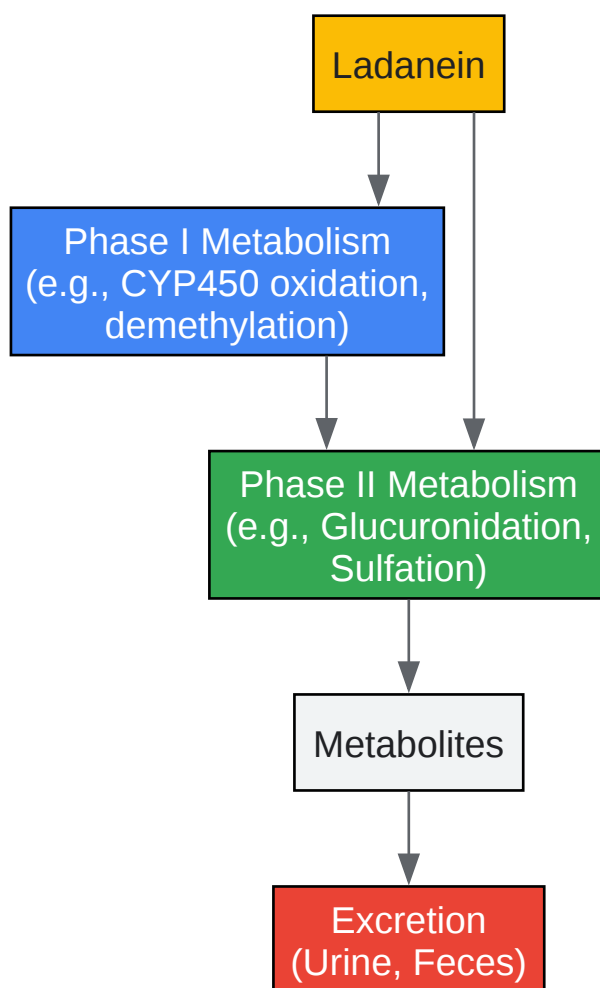 Ladanein
Phase I Metabolism
(e.g., CYP450 oxidation,
demethylation)
Phase II Metabolism
(e.g., Glucuronidation,
Sulfation)
Metabolites
Excretion
(Urine, Feces)